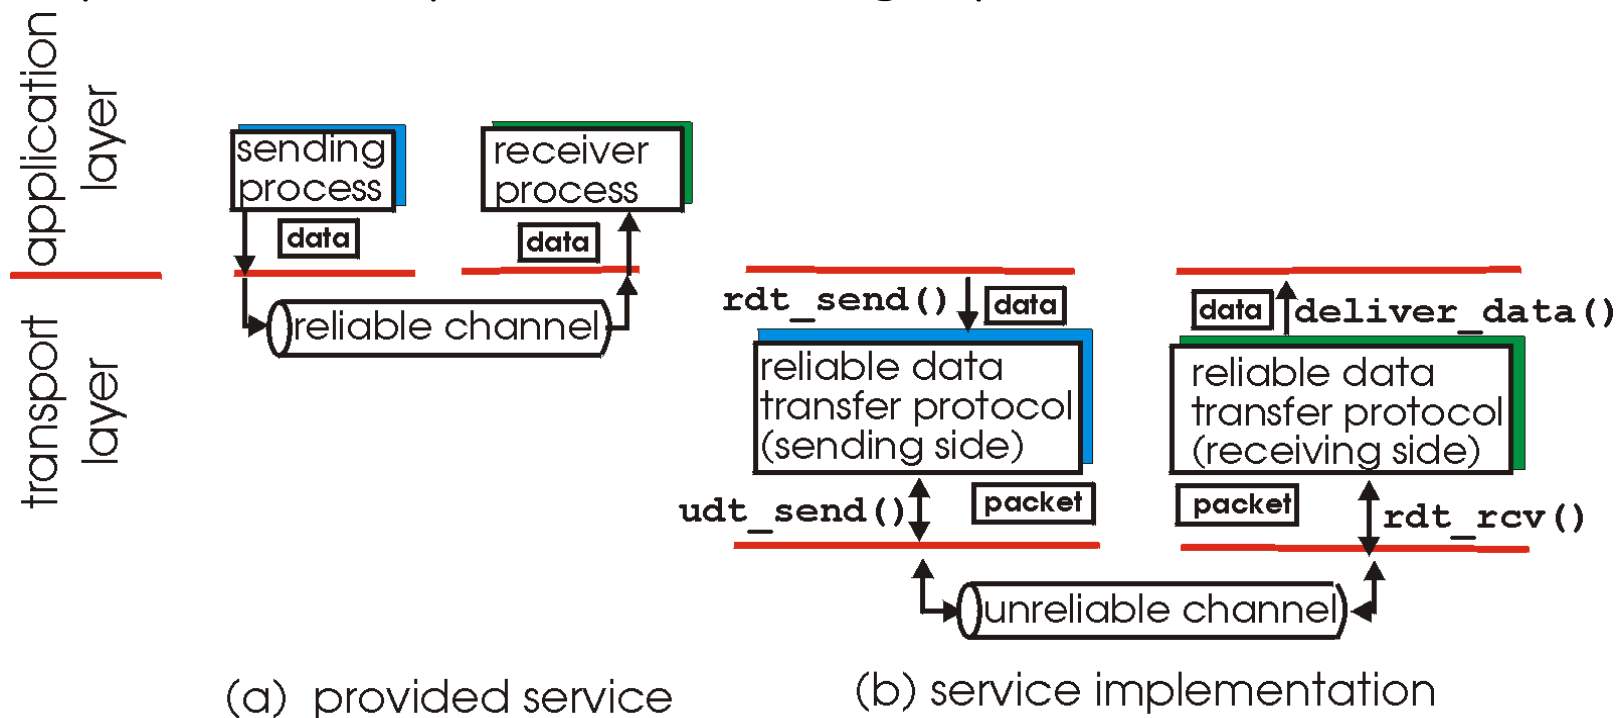 application
layer
transport
layer
sending
process
receiver
process
data
data
reliable channel
rdt_send()
data
data
deliver_data()
reliable data
transfer protocol
(sending side)
reliable data
transfer protocol
(receiving side)
udt_send()
packet
packet
rdt_rcv()
unreliable channel
(a) provided service
(b) service implementation